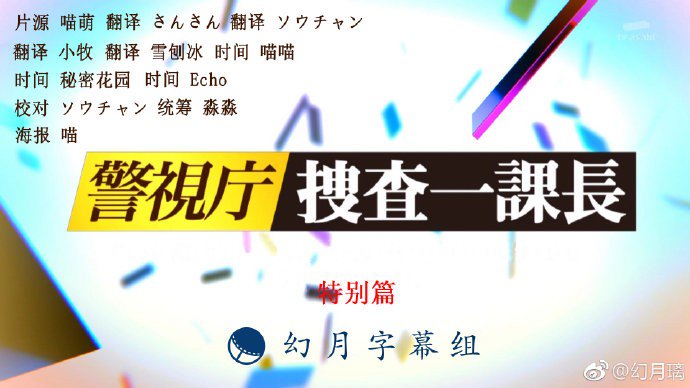 片源 喵萌 翻译 さんさん 翻译 ソウチャン
翻译 小牧 翻译 雪刨冰 时间 喵喵
时间 秘密花园 时间 Echo
校对 ソウチャン 统筹 淼淼
海报 喵
警視庁 捜査一課長
特别篇
幻月字幕组
@幻月璃